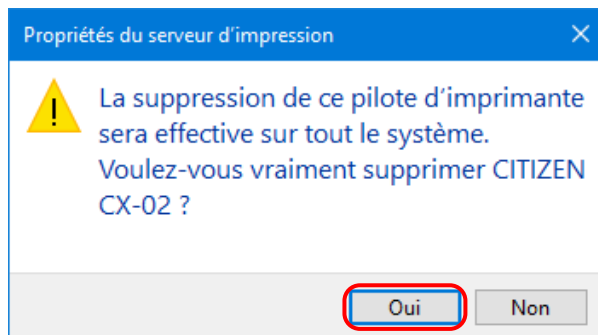 Propriétés du serveur d’impression
La suppression de ce pilote d’imprimante
sera effective sur tout le système.
Voulez-vous vraiment supprimer CITIZEN
CX-02 ?
Oui
Non